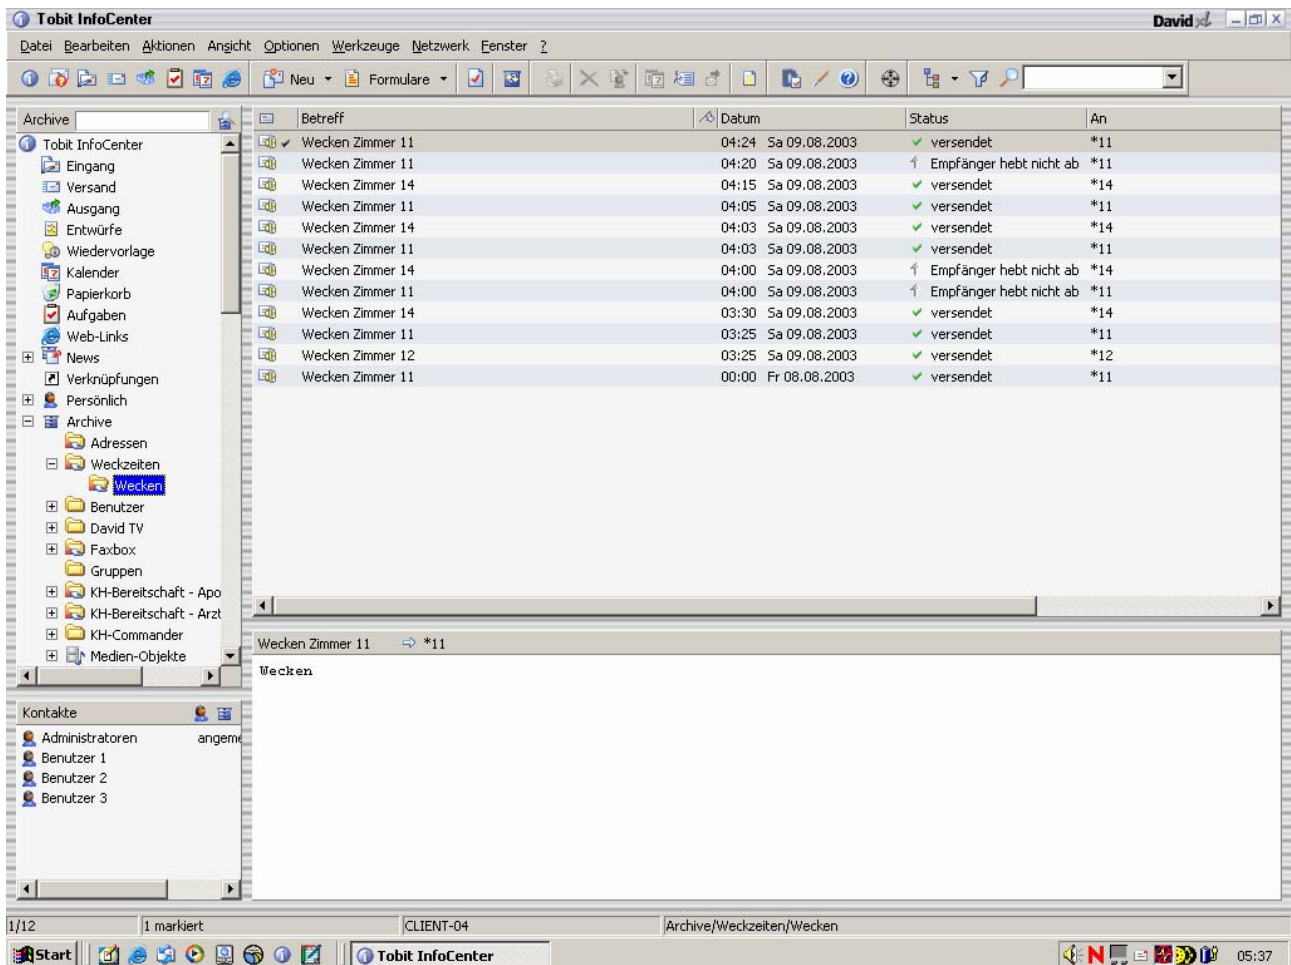 Tobit InfoCenter
David xl
Datei Bearbeiten Aktionen Ansicht Optionen Werkzeuge Netzwerk Fenster ?
Neu Formulare
Archive
Betreff Datum Status An
Tobit InfoCenter
Eingang
Versand
Ausgang
Entwürfe
Wiedervorlage
Kalender
Papierkorb
Aufgaben
Web-Links
News
Verknüpfungen
Persönlich
Archive
Adressen
Weckzeiten
Wecken
Benutzer
David TV
Faxbox
Gruppen
KH-Bereitschaft - Apo
KH-Bereitschaft - Arzt
KH-Commander
Medien-Objekte
Wecken Zimmer 11 04:24 Sa 09.08.2003 versendet *11
Wecken Zimmer 11 04:20 Sa 09.08.2003 Empfänger hebt nicht ab *11
Wecken Zimmer 14 04:15 Sa 09.08.2003 versendet *14
Wecken Zimmer 11 04:05 Sa 09.08.2003 versendet *11
Wecken Zimmer 14 04:03 Sa 09.08.2003 versendet *14
Wecken Zimmer 11 04:03 Sa 09.08.2003 versendet *11
Wecken Zimmer 14 04:00 Sa 09.08.2003 Empfänger hebt nicht ab *14
Wecken Zimmer 11 04:00 Sa 09.08.2003 Empfänger hebt nicht ab *11
Wecken Zimmer 14 03:30 Sa 09.08.2003 versendet *14
Wecken Zimmer 11 03:25 Sa 09.08.2003 versendet *11
Wecken Zimmer 12 03:25 Sa 09.08.2003 versendet *12
Wecken Zimmer 11 00:00 Fr 08.08.2003 versendet *11
Wecken Zimmer 11 *11
Wecken
Kontakte
Administratoren angeme
Benutzer 1
Benutzer 2
Benutzer 3
1/12 1 markiert CLIENT-04 Archive/Weckzeiten/Wecken
Start Tobit InfoCenter N 05:37